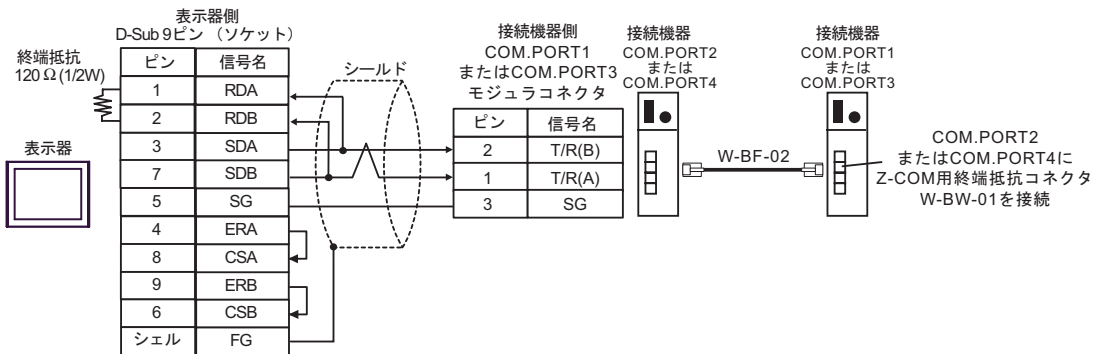 表示器側
D-Sub 9ピン （ソケット）
終端抵抗
120 Ω (1/2W)
表示器
ピン 信号名
1 RDA
2 RDB
3 SDA
7 SDB
5 SG
4 ERA
8 CSA
9 ERB
6 CSB
シェル FG
シールド
接続機器側
COM.PORT1
またはCOM.PORT3
モジュラコネクタ
ピン 信号名
2 T/R(B)
1 T/R(A)
3 SG
接続機器
COM.PORT2
または
COM.PORT4
W-BF-02
接続機器
COM.PORT1
または
COM.PORT3
COM.PORT2
またはCOM.PORT4に
Z-COM用終端抵抗コネクタ
W-BW-01を接続